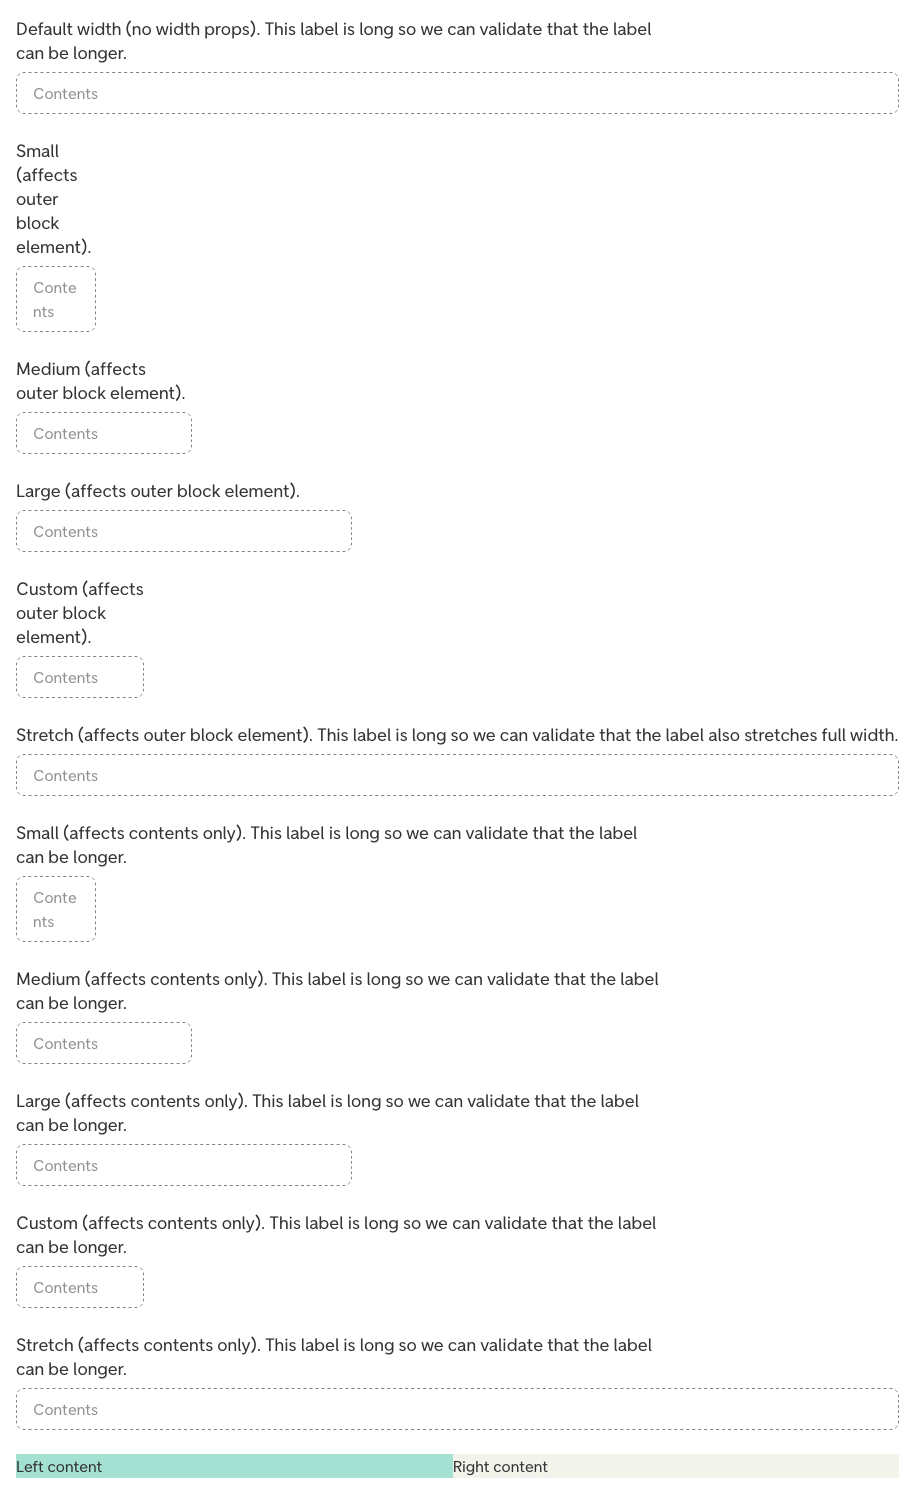 Default width (no width props). This label is long so we can validate that the label
can be longer.
Contents
Small
(affects
outer
block
element).
Conte
nts
Medium (affects
outer block element).
Contents
Large (affects outer block element).
Contents
Custom (affects
outer block
element).
Contents
Stretch (affects outer block element). This label is long so we can validate that the label also stretches full width.
Contents
Small (affects contents only). This label is long so we can validate that the label
can be longer.
Conte
nts
Medium (affects contents only). This label is long so we can validate that the label
can be longer.
Contents
Large (affects contents only). This label is long so we can validate that the label
can be longer.
Contents
Custom (affects contents only). This label is long so we can validate that the label
can be longer.
Contents
Stretch (affects contents only). This label is long so we can validate that the label
can be longer.
Contents
Left content
Right content